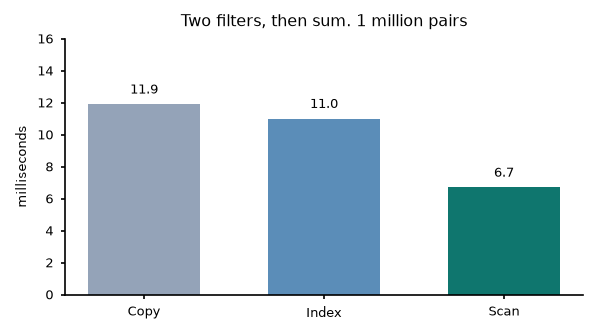 Two filters, then sum. 1 million pairs
milliseconds
16
14
12
10
8
6
4
2
0
11.9
11.0
6.7
Copy
Index
Scan